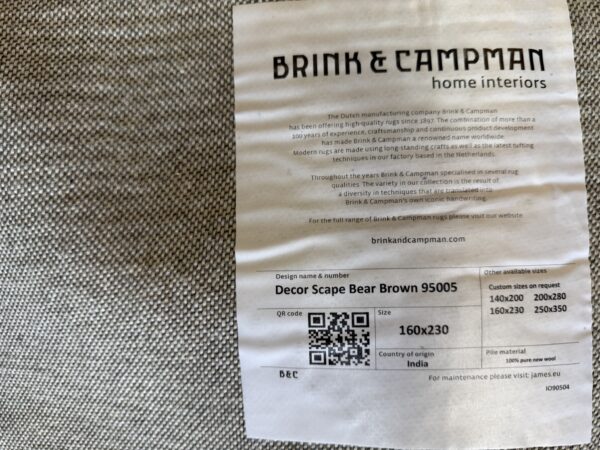 BRINK & CAMPMAN
home interiors
The Dutch manufacturing company Brink & Campman
has been offering high-quality rugs since 1897. The combination of more than a
100 years of experience, craftsmanship and continuous product development
has made Brink & Campman a renowned name worldwide.
Modern rugs are made using long-standing crafts as well as the latest tufting
techniques in our factory based in the Netherlands.
Throughout the years Brink & Campman specialised in several rug
qualities. The variety in our collection is the result of
a diversity in techniques that are translated into
Brink & Campman's own iconic handwriting.
For the full range of Brink & Campman rugs please visit our website
brinkandcampman.com
Design name & number
Decor Scape Bear Brown 95005
Other available sizes
Custom sizes on request
140x200 200x280
160x230 250x350
QR code
Size
160x230
Country of origin
India
Pile material
100% pure new wool
B&C
For maintenance please visit: james.eu
IO90504